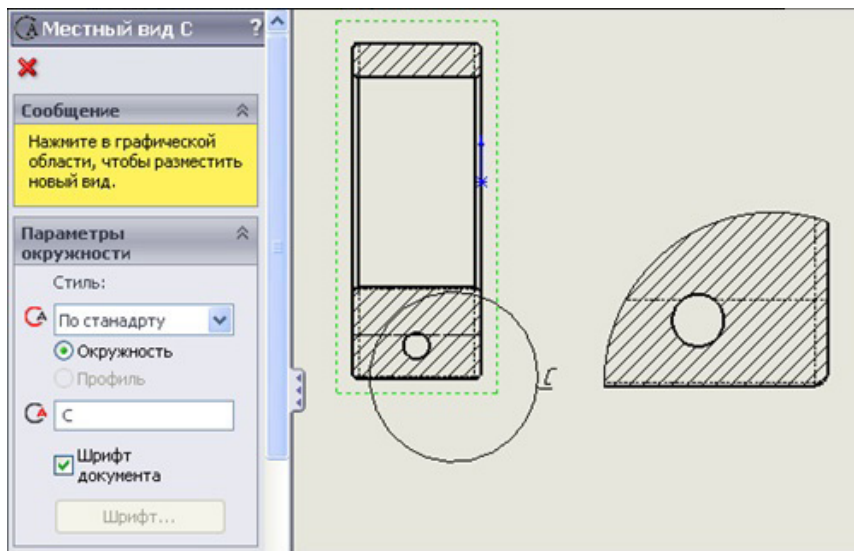 Местный вид C ?
Сообщение
Нажмите в графической
области, чтобы разместить
новый вид.
Параметры
окружности
Стиль:
По станадрту
Окружность
Профиль
C
Шрифт
документа
Шрифт...
C